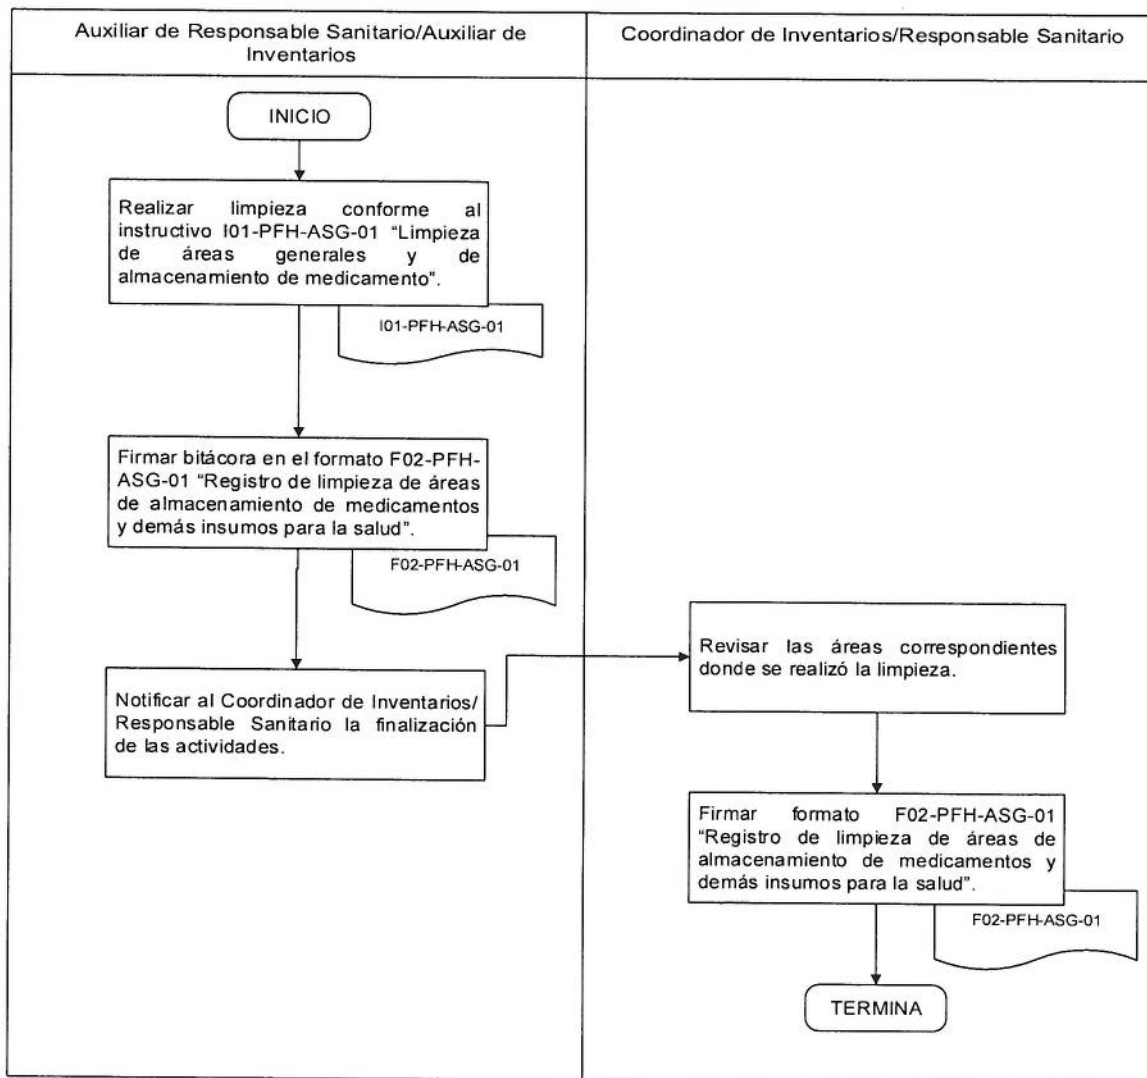 Auxiliar de Responsable Sanitario/Auxiliar de
Inventarios
Coordinador de Inventarios/Responsable Sanitario
INICIO
Realizar limpieza conforme al
instructivo I01-PFH-ASG-01 “Limpieza
de áreas generales y de
almacenamiento de medicamento”.
I01-PFH-ASG-01
Firmar bitácora en el formato F02-PFH-
ASG-01 “Registro de limpieza de áreas
de almacenamiento de medicamentos
y demás insumos para la salud”.
F02-PFH-ASG-01
Notificar al Coordinador de Inventarios/
Responsable Sanitario la finalización
de las actividades.
Revisar las áreas correspondientes
donde se realizó la limpieza.
Firmar formato F02-PFH-ASG-01
“Registro de limpieza de áreas de
almacenamiento de medicamentos y
demás insumos para la salud”.
F02-PFH-ASG-01
TERMINA